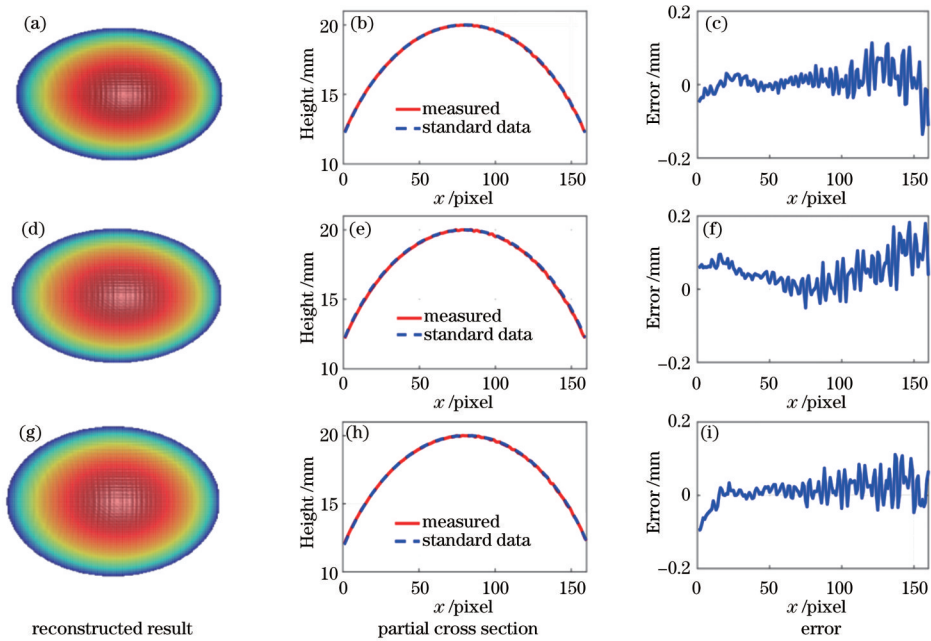 (a)
(b)
20
15
10
Height /mm
measured
standard data
0
50
100
150
x /pixel
(c)
0.2
0
−0.2
Error /mm
0
50
100
150
x /pixel
(d)
(e)
20
15
10
Height /mm
measured
standard data
0
50
100
150
x /pixel
(f)
0.2
0
−0.2
Error /mm
0
50
100
150
x /pixel
(g)
(h)
20
15
10
Height /mm
measured
standard data
0
50
100
150
x /pixel
(i)
0.2
0
−0.2
Error /mm
0
50
100
150
x /pixel
reconstructed result
partial cross section
error